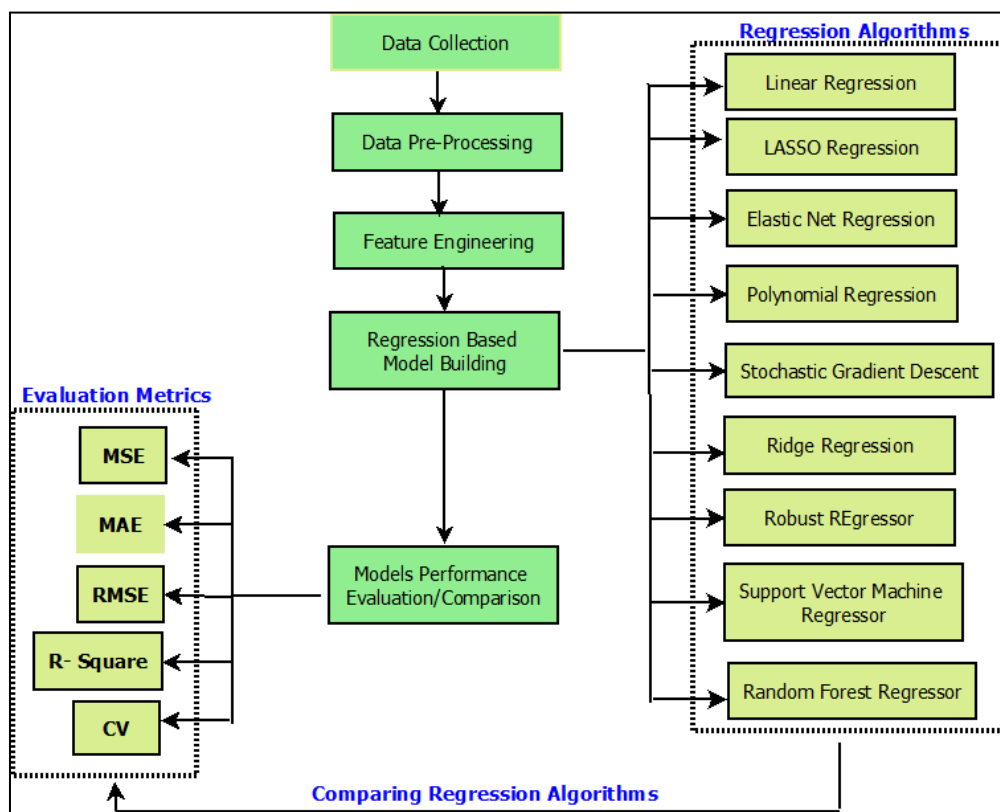 Data Collection
Data Pre-Processing
Feature Engineering
Regression Based
Model Building
Models Performance
Evaluation/Comparison
Regression Algorithms
Linear Regression
LASSO Regression
Elastic Net Regression
Polynomial Regression
Stochastic Gradient Descent
Ridge Regression
Robust REgressor
Support Vector Machine
Regressor
Random Forest Regressor
Evaluation Metrics
MSE
MAE
RMSE
R- Square
CV
Comparing Regression Algorithms